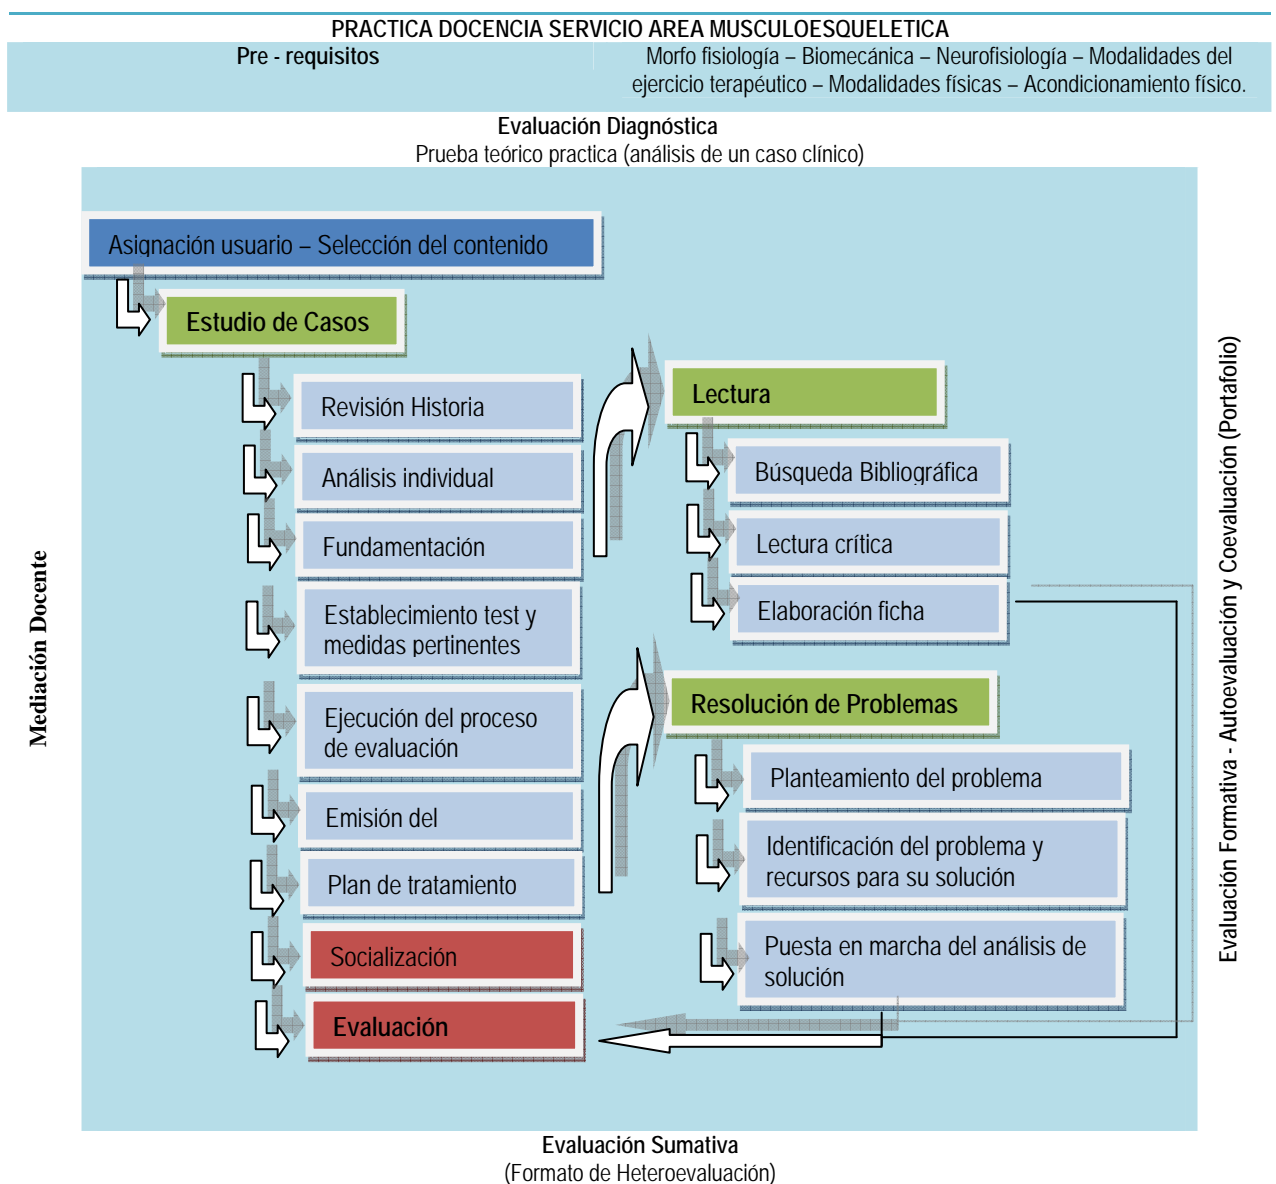 PRACTICA DOCENCIA SERVICIO AREA MUSCULOESQUELETICA
Pre - requisitos
Morfo fisiología – Biomecánica – Neurofisiología – Modalidades del
ejercicio terapéutico – Modalidades físicas – Acondicionamiento físico.
Evaluación Diagnóstica
Prueba teórico practica (análisis de un caso clínico)
Mediación Docente
Asignación usuario – Selección del contenido
Estudio de Casos
Revisión Historia
Análisis individual
Fundamentación
Establecimiento test y
medidas pertinentes
Ejecución del proceso
de evaluación
Emisión del
Plan de tratamiento
Socialización
Evaluación
Lectura
Búsqueda Bibliográfica
Lectura crítica
Elaboración ficha
Resolución de Problemas
Planteamiento del problema
Identificación del problema y
recursos para su solución
Puesta en marcha del análisis de
solución
Evaluación Formativa - Autoevaluación y Coevaluación (Portafolio)
Evaluación Sumativa
(Formato de Heteroevaluación)